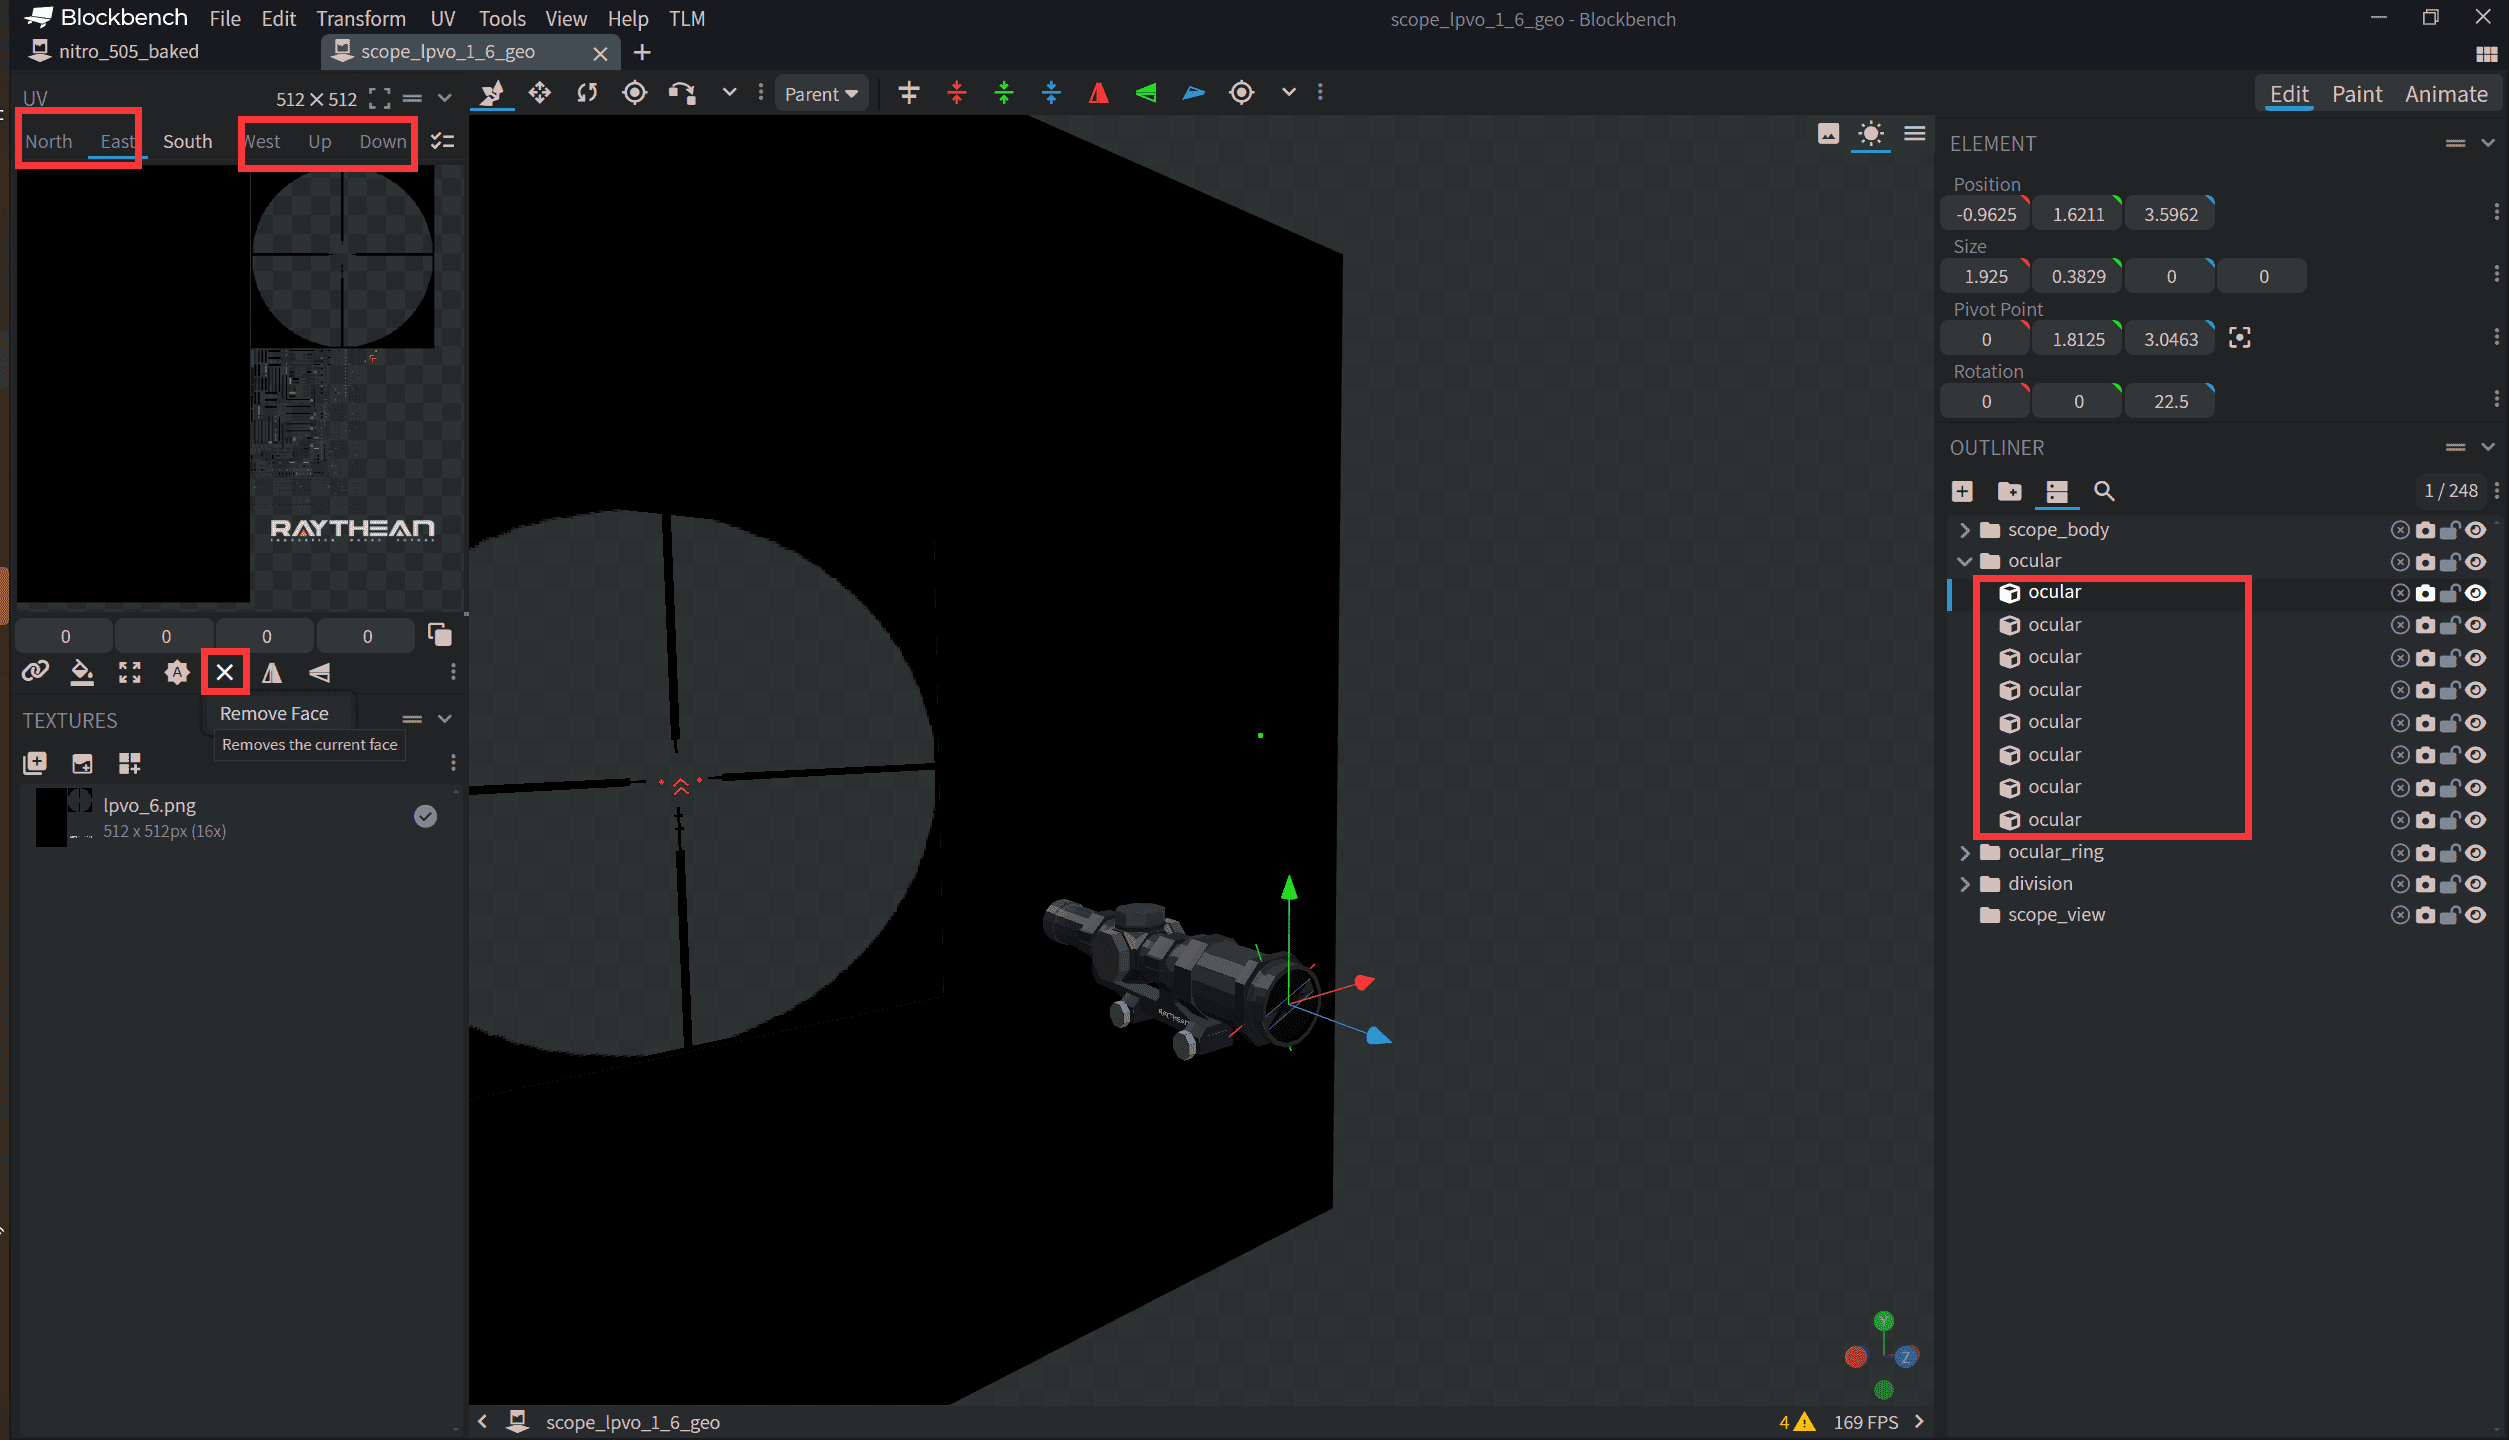 Blockbench File Edit Transform UV Tools View Help TLM
scope_lpvo_1_6_geo - Blockbench
nitro_505_baked
scope_lpvo_1_6_geo
UV
512 × 512
North East South West Up Down
Parent
Edit Paint Animate
RAYTHEAN
0 0 0 0
Remove Face
Removes the current face
TEXTURES
lpvo_6.png
512 x 512px (16x)
RAYTHEAN
ELEMENT
Position
-0.9625 1.6211 3.5962
Size
1.925 0.3829 0 0
Pivot Point
0 1.8125 3.0463
Rotation
0 0 22.5
OUTLINER
1 / 248
scope_body
ocular
ocular
ocular
ocular
ocular
ocular
ocular
ocular
ocular
ocular_ring
division
scope_view
Y
Z
scope_lpvo_1_6_geo
4
169 FPS